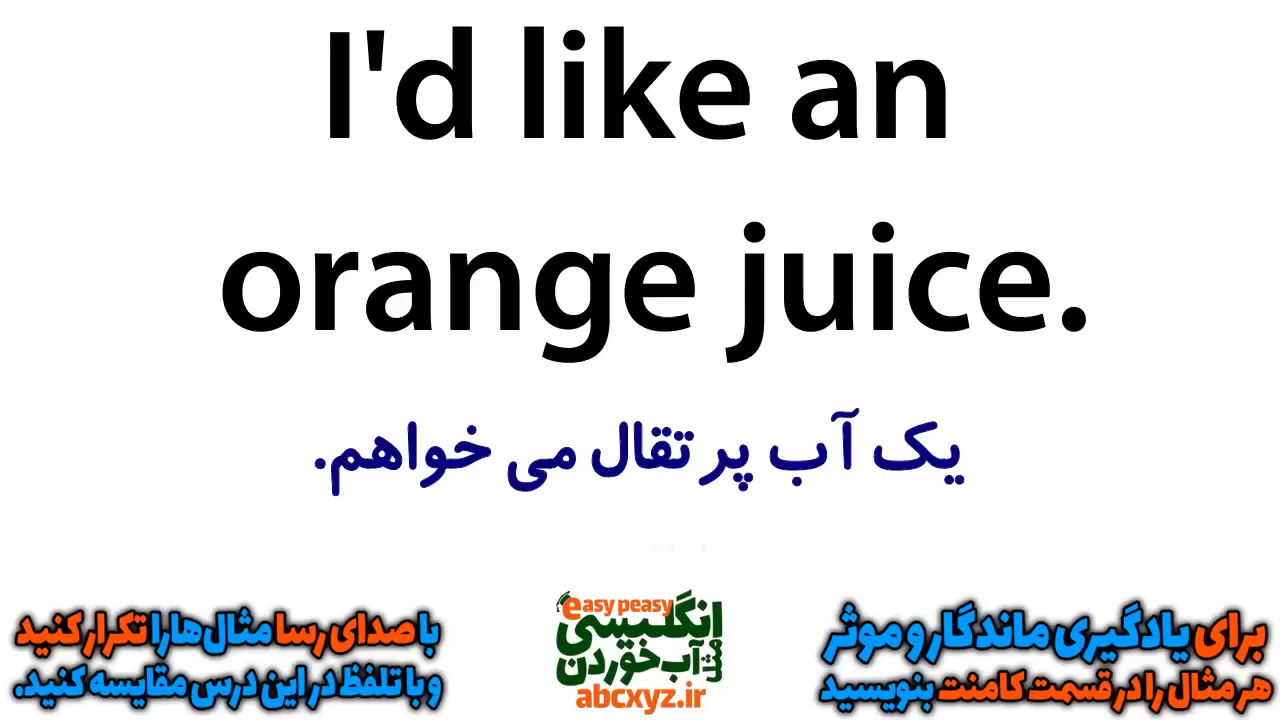 I'd like an
orange juice.
یک آب پرتقال می خواهم.
برای یادگیری ماندگار و موثر
هر مثال را در قسمت کامنت بنویسید
easy peasy
انگلیسی
مثل
آب خوردن
abcxyz.ir
با صدای رسا مثال‌ها را تکرار کنید
و با تلفظ در این درس مقایسه کنید.